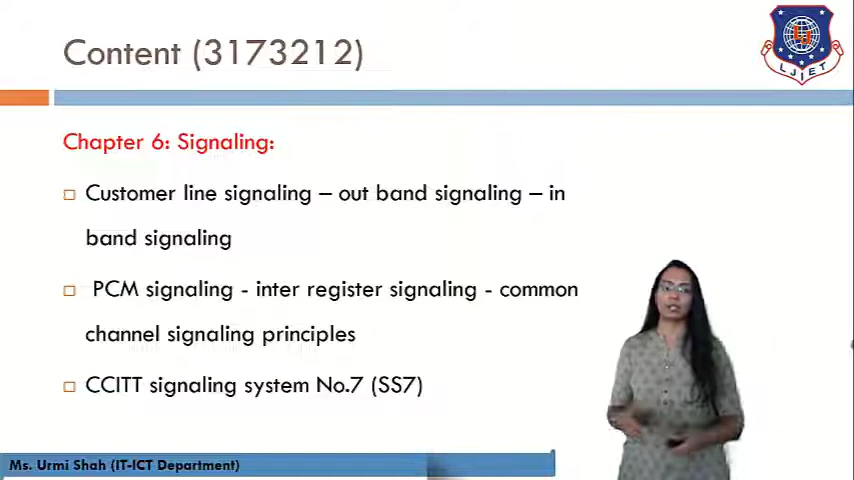 Content (3173212)
LJIET
Chapter 6: Signaling:
Customer line signaling – out band signaling – in
band signaling
PCM signaling - inter register signaling - common
channel signaling principles
CCITT signaling system No.7 (SS7)
Ms. Urmi Shah (IT-ICT Department)